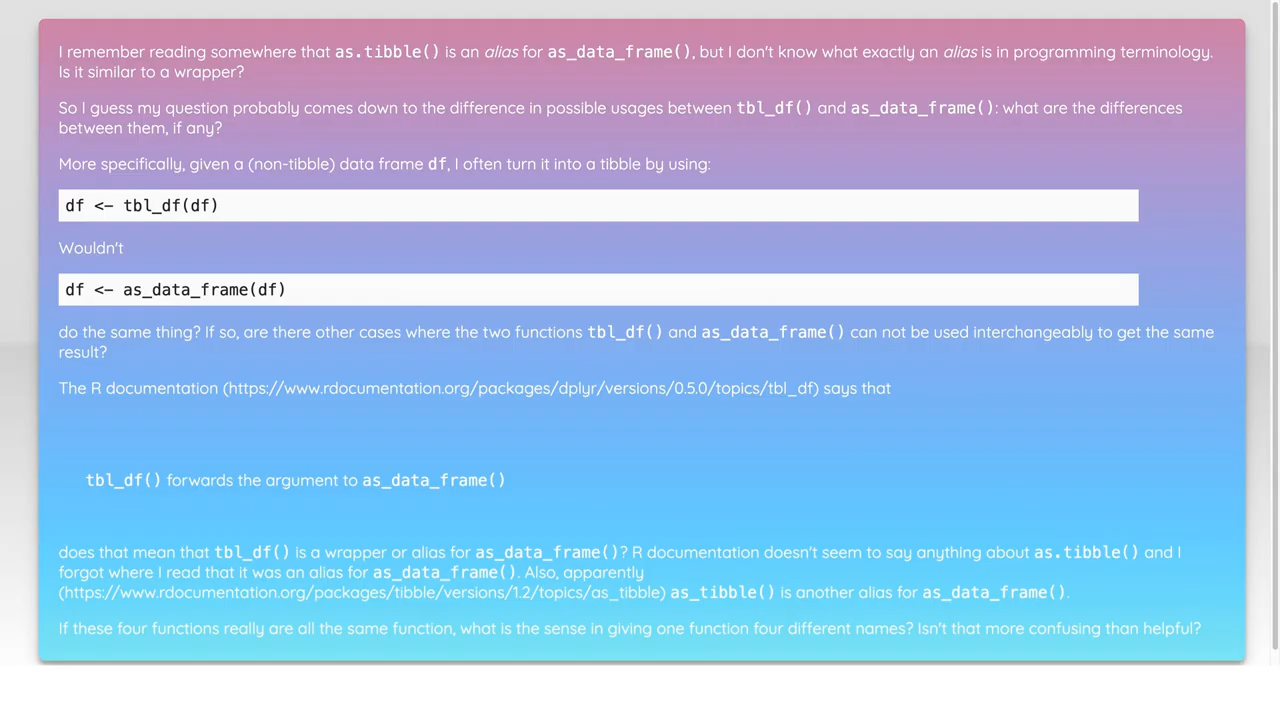 I remember reading somewhere that as.tibble() is an alias for as_data_frame(), but I don't know what exactly an alias is in programming terminology.
Is it similar to a wrapper?
So I guess my question probably comes down to the difference in possible usages between tbl_df() and as_data_frame(): what are the differences
between them, if any?
More specifically, given a (non-tibble) data frame df, I often turn it into a tibble by using:
df <- tbl_df(df)
Wouldn't
df <- as_data_frame(df)
do the same thing? If so, are there other cases where the two functions tbl_df() and as_data_frame() can not be used interchangeably to get the same
result?
The R documentation (https://www.rdocumentation.org/packages/dplyr/versions/0.5.0/topics/tbl_df) says that
tbl_df() forwards the argument to as_data_frame()
does that mean that tbl_df() is a wrapper or alias for as_data_frame()? R documentation doesn't seem to say anything about as.tibble() and I
forgot where I read that it was an alias for as_data_frame(). Also, apparently
(https://www.rdocumentation.org/packages/tibble/versions/1.2/topics/as_tibble) as_tibble() is another alias for as_data_frame().
If these four functions really are all the same function, what is the sense in giving one function four different names? Isn't that more confusing than helpful?